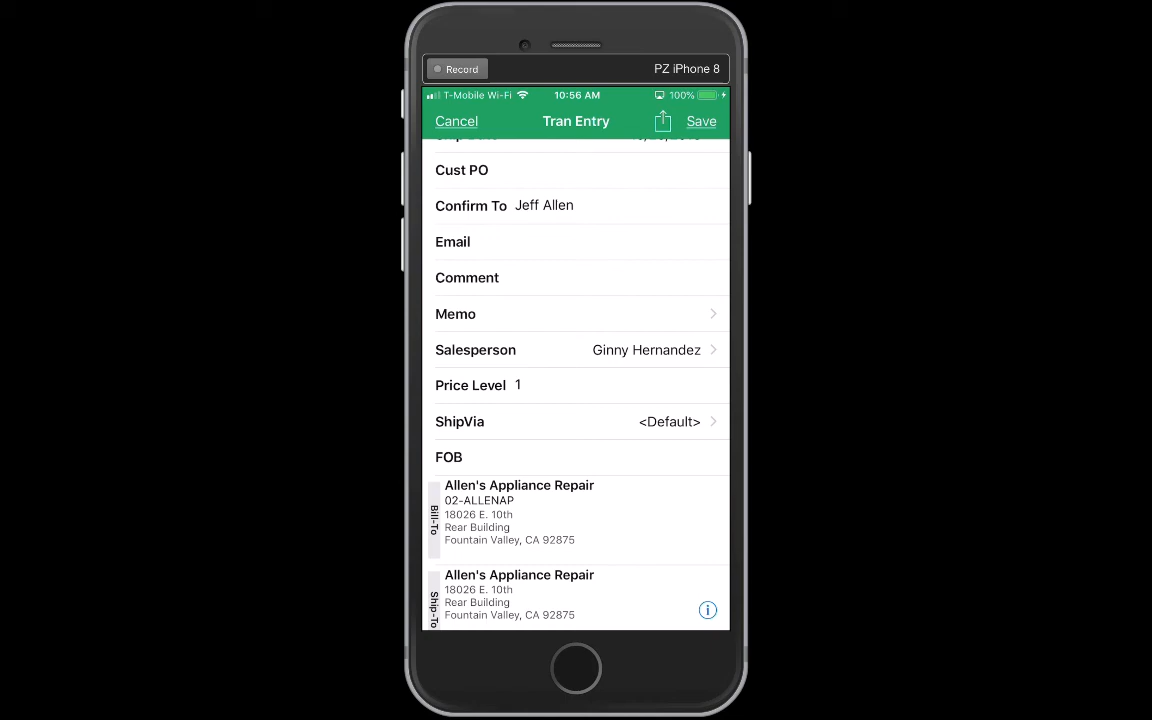 Record
PZ iPhone 8
T-Mobile Wi-Fi 10:56 AM 100%
Cancel Tran Entry Save
Cust PO
Confirm To Jeff Allen
Email
Comment
Memo
Salesperson Ginny Hernandez
Price Level 1
ShipVia <Default>
FOB
Bill-To
Allen's Appliance Repair
02-ALLENAP
18026 E. 10th
Rear Building
Fountain Valley, CA 92875
Ship-To
Allen's Appliance Repair
18026 E. 10th
Rear Building
Fountain Valley, CA 92875